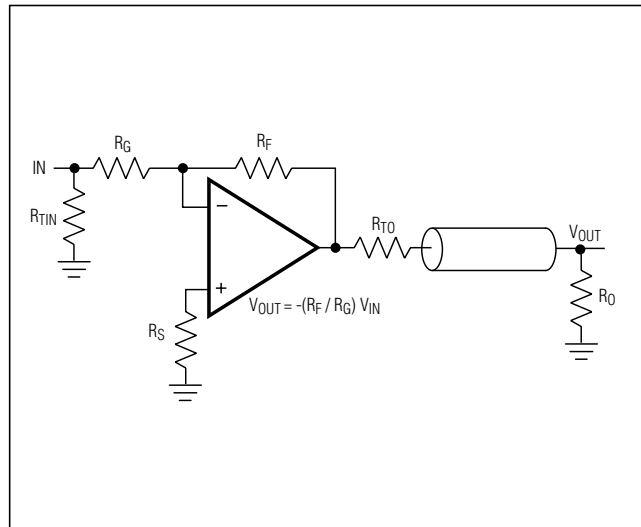 R_G
R_F
IN
R_TIN
−
+
R_TO
V_OUT
R_O
V_OUT = -(R_F / R_G) V_IN
R_S